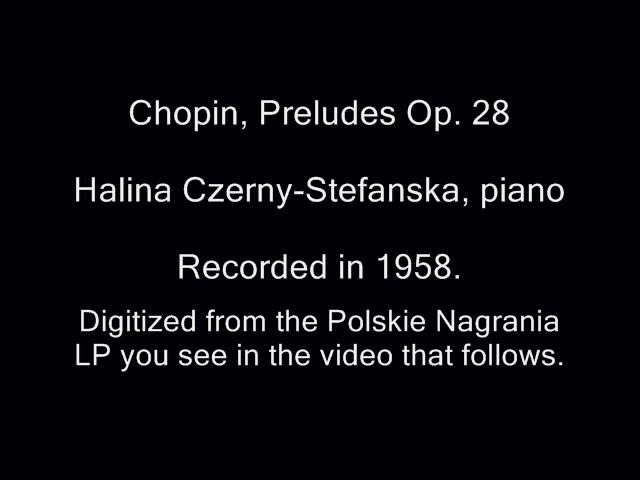 Chopin, Preludes Op. 28
Halina Czerny-Stefanska, piano
Recorded in 1958.
Digitized from the Polskie Nagrania
LP you see in the video that follows.